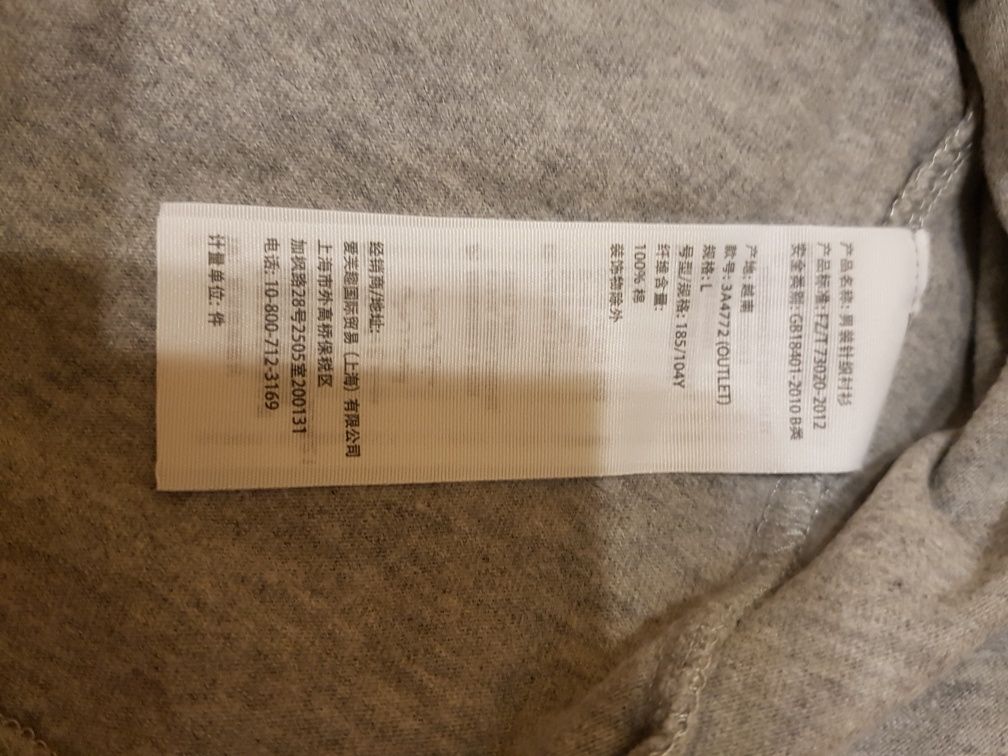 产品名称: 男装针织衬衫
产品标准: FZ/T 73020-2012
安全类别: GB18401-2010 B类
产地: 越南
款号: 3A4772 (OUTLET)
规格: L
号型/规格: 185/104Y
纤维含量:
100% 棉
装饰物除外
经销商/地址:
爱芙趣国际贸易（上海）有限公司
上海市外高桥保税区
加枫路28号2505室200131
电话: 10-800-712-3169
计量单位: 件